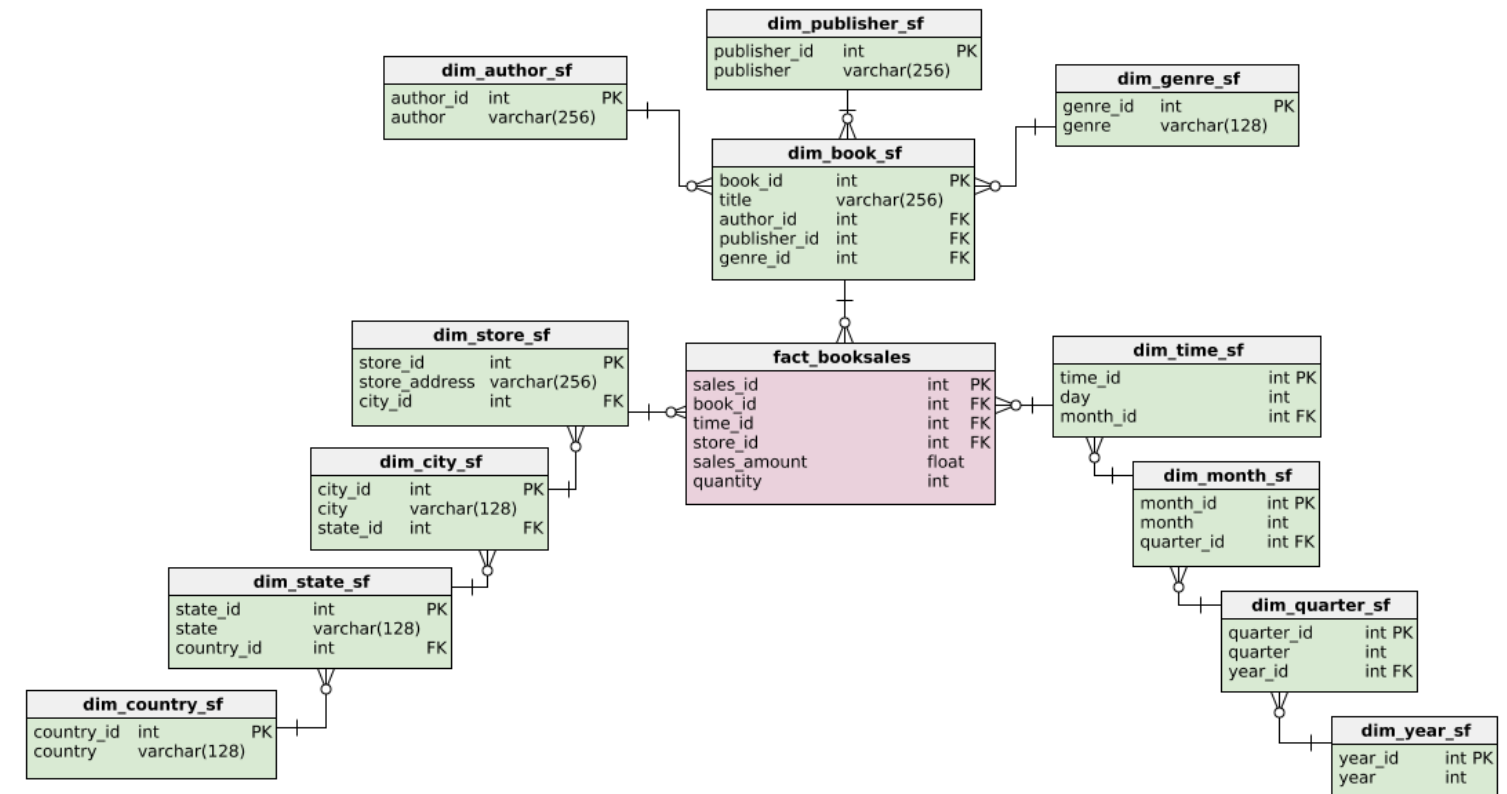 dim_publisher_sf
publisher_id int PK
publisher varchar(256)
dim_author_sf
author_id int PK
author varchar(256)
dim_genre_sf
genre_id int PK
genre varchar(128)
dim_book_sf
book_id int PK
title varchar(256)
author_id int FK
publisher_id int FK
genre_id int FK
dim_store_sf
store_id int PK
store_address varchar(256)
city_id int FK
fact_booksales
sales_id int PK
book_id int FK
time_id int FK
store_id int FK
sales_amount float
quantity int
dim_time_sf
time_id int PK
day int
month_id int FK
dim_city_sf
city_id int PK
city varchar(128)
state_id int FK
dim_month_sf
month_id int PK
month int
quarter_id int FK
dim_state_sf
state_id int PK
state varchar(128)
country_id int FK
dim_quarter_sf
quarter_id int PK
quarter int
year_id int FK
dim_country_sf
country_id int PK
country varchar(128)
dim_year_sf
year_id int PK
year int